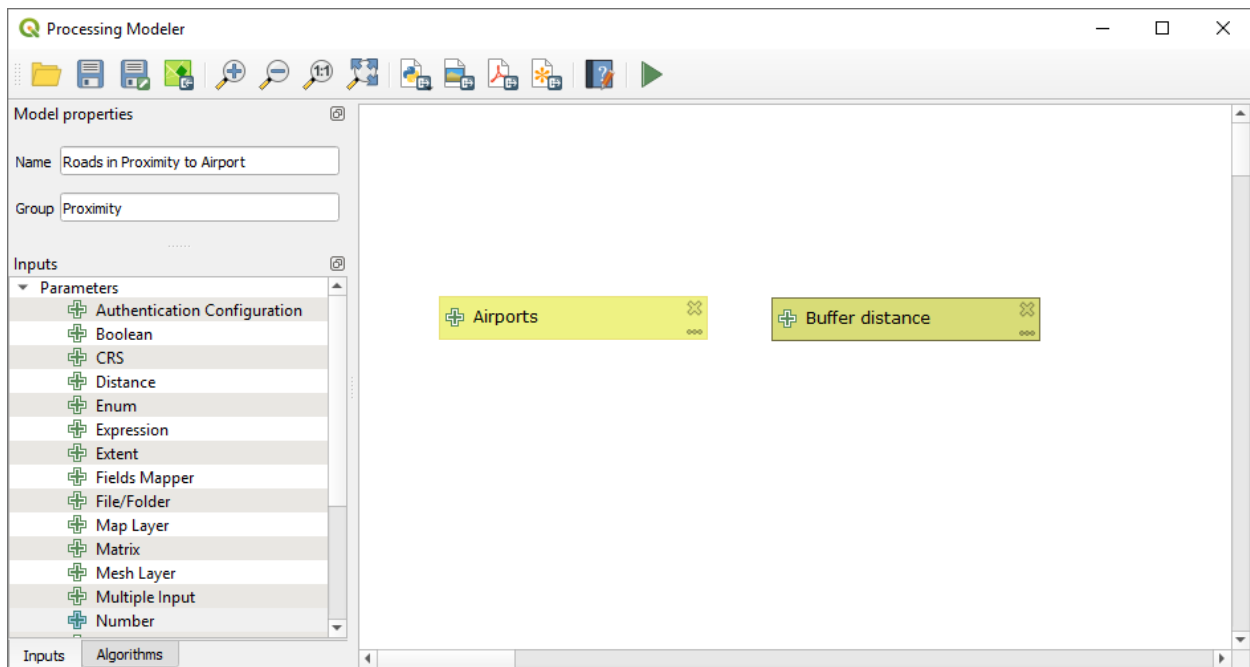 Processing Modeler
1:1
Model properties
Name Roads in Proximity to Airport
Group Proximity
Inputs
Parameters
Authentication Configuration
Boolean
CRS
Distance
Enum
Expression
Extent
Fields Mapper
File/Folder
Map Layer
Matrix
Mesh Layer
Multiple Input
Number
Inputs Algorithms
Airports
Buffer distance